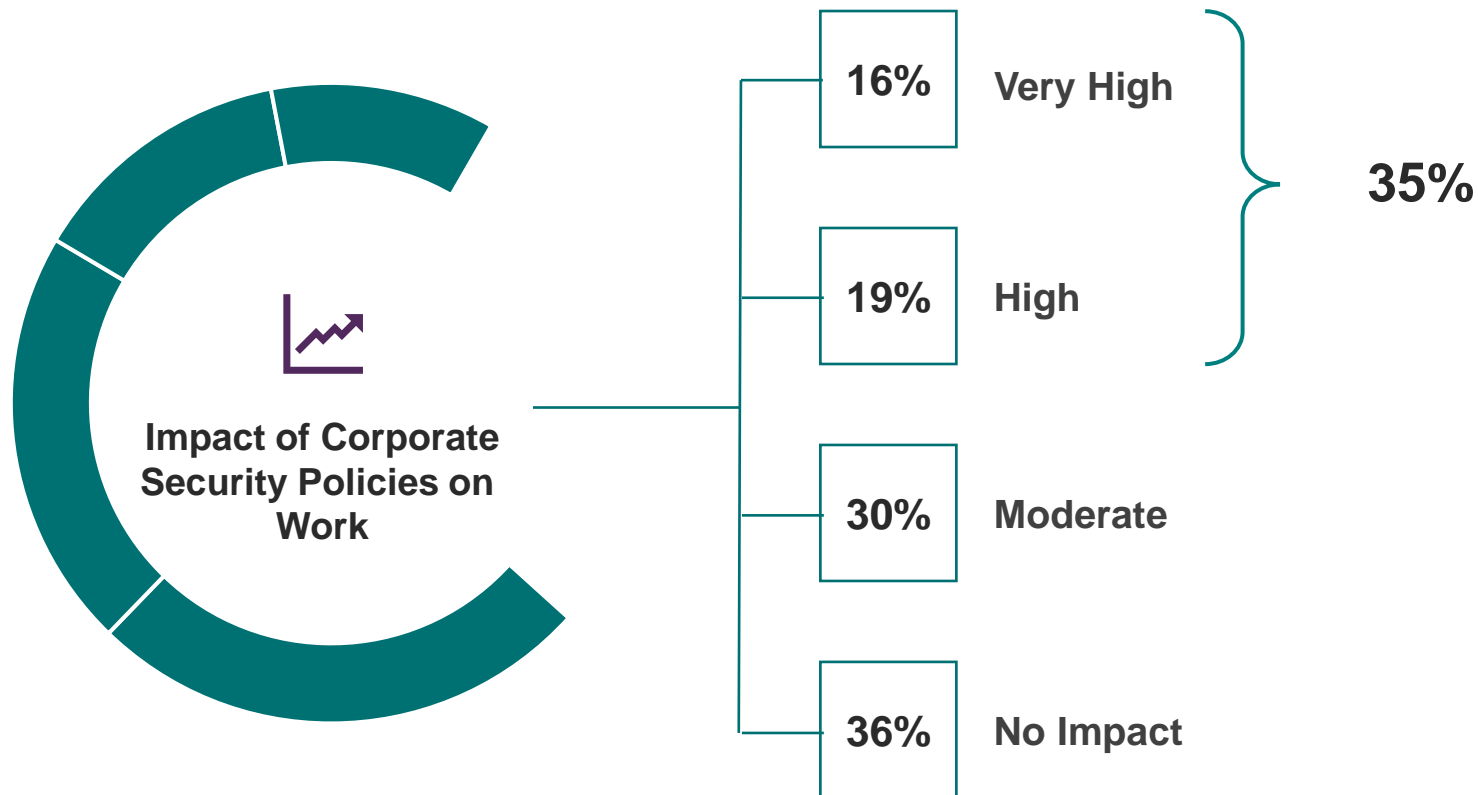 16%
Very High
35%
19%
High
Impact of Corporate
Security Policies on
Work
30%
Moderate
36%
No Impact